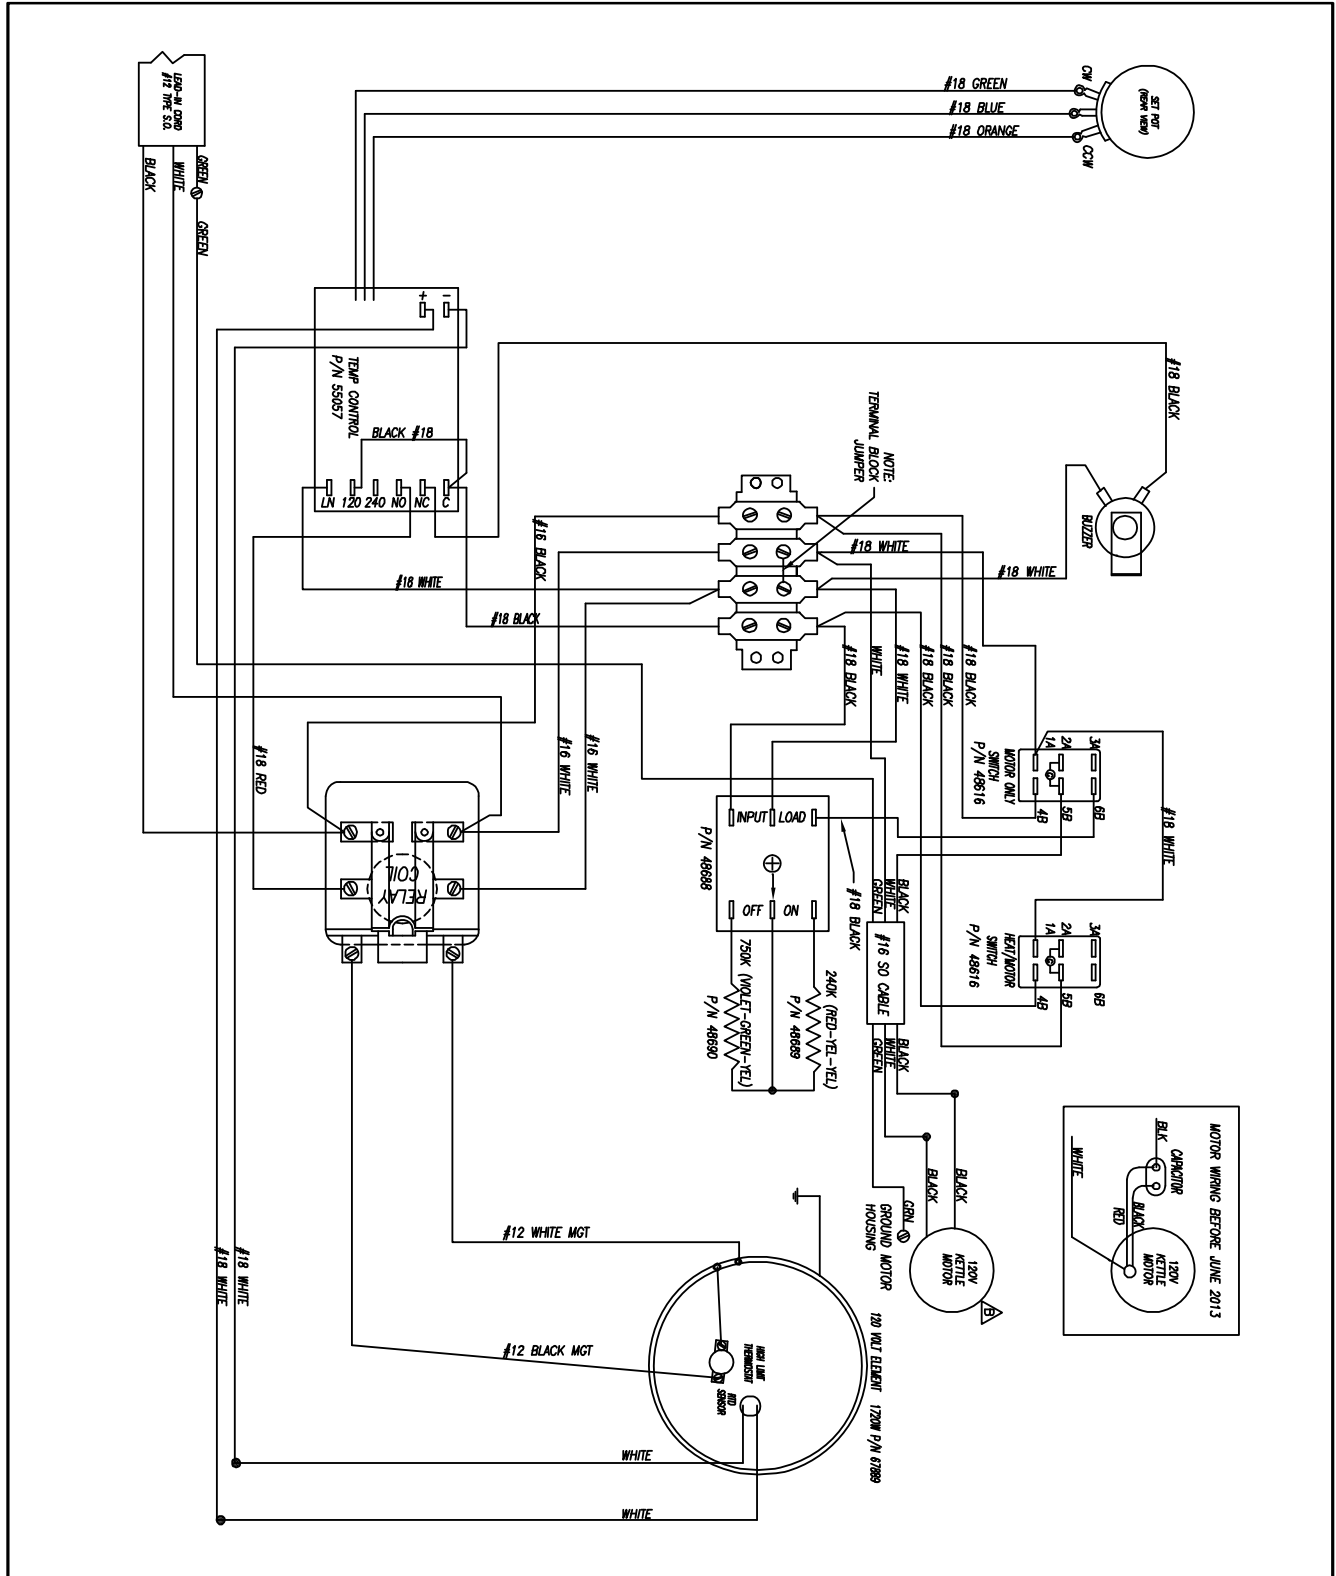 LEAD-IN CORD
#12 TYPE S.O.
BLACK
WHITE
GREEN
GREEN
#18 GREEN
#18 BLUE
#18 ORANGE
CW
CCW
SET POT
(REAR VIEW)
+ -
TEMP CONTROL
P/N 55057
BLACK #18
LN 120 240 NO NC C
#18 BLACK
BUZZER
NOTE:
TERMINAL BLOCK
JUMPER
#16 BLACK
#18 WHITE
#18 WHITE
#18 WHITE
#18 BLACK
#18 BLACK
WHITE
#18 WHITE
#18 BLACK
#18 BLACK
#18 BLACK
#18 RED
#16 WHITE
#16 WHITE
3A
2A
1A
MOTOR ONLY
SWITCH
P/N 48616
6B
5B
4B
#18 WHITE
INPUT LOAD
OFF ON
P/N 48688
#18 BLACK
COIL
RELAY
BLACK
WHITE
GREEN
#16 SO CABLE
BLACK
WHITE
GREEN
3A
2A
1A
HEAT/MOTOR
SWITCH
P/N 48616
6B
5B
4B
750K (VIOLET-GREEN-YEL)
P/N 48690
240K (RED-YEL-YEL)
P/N 48689
MOTOR WIRING BEFORE JUNE 2013
BLK
CAPACITOR
WHITE
BLACK
RED
120V
KETTLE
MOTOR
BLACK
BLACK
GRN
GROUND MOTOR
HOUSING
120V
KETTLE
MOTOR
B
#12 WHITE MGT
#12 BLACK MGT
#18 WHITE
#18 WHITE
HIGH LIMIT
THERMOSTAT
RTD
SENSOR
120 VOLT ELEMENT 1720W P/N 67889
WHITE
WHITE